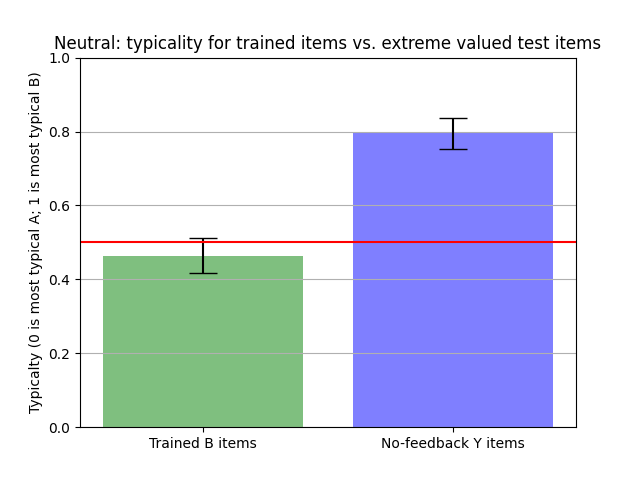 Neutral: typicality for trained items vs. extreme valued test items
Typicalty (0 is most typical A; 1 is most typical B)
1.0
0.8
0.6
0.4
0.2
0.0
Trained B items
No-feedback Y items